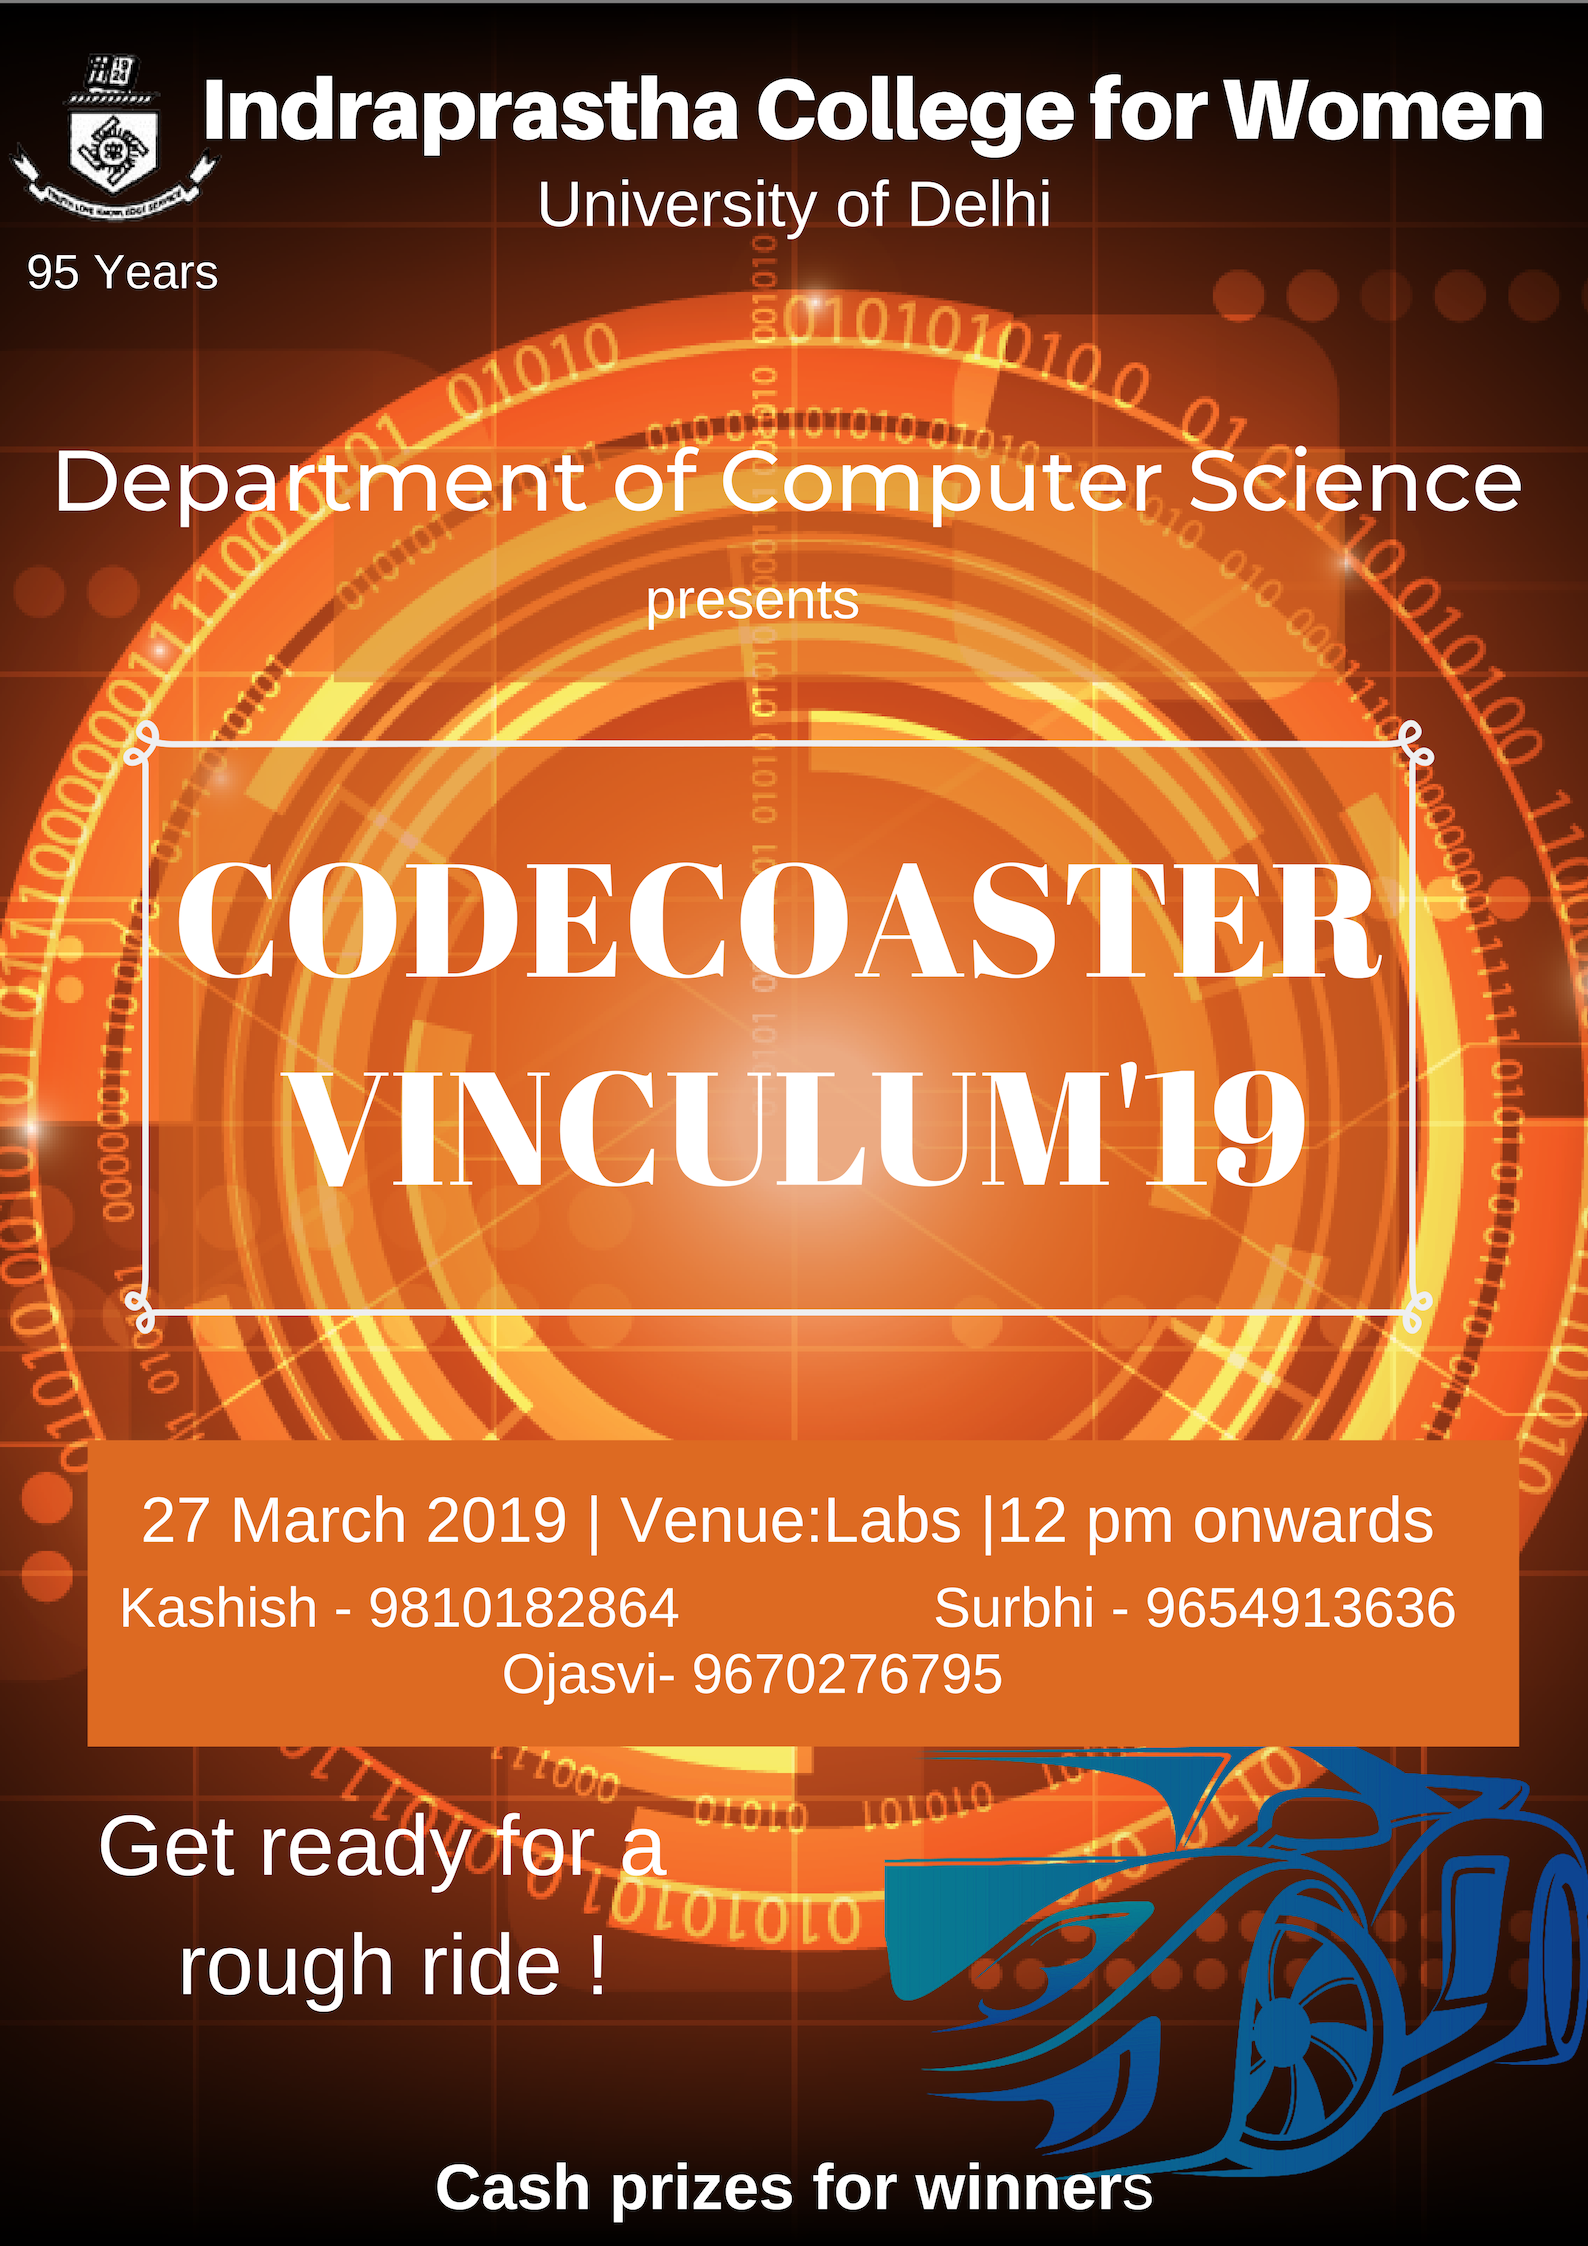 Indraprastha College for Women
University of Delhi
95 Years
Department of Computer Science
presents
CODECOASTER
VINCULUM'19
27 March 2019 | Venue:Labs |12 pm onwards
Kashish - 9810182864 Surbhi - 9654913636
Ojasvi- 9670276795
Get ready for a
rough ride !
Cash prizes for winners